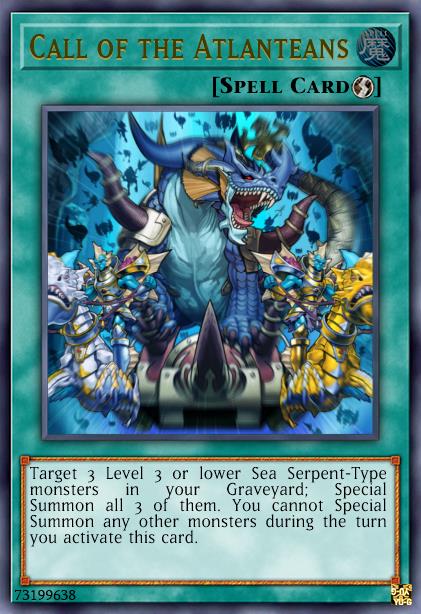 CALL OF THE ATLANTEANS
魔
[SPELL CARD]
Target 3 Level 3 or lower Sea Serpent-Type
monsters in your Graveyard; Special
Summon all 3 of them. You cannot Special
Summon any other monsters during the turn
you activate this card.
73199638